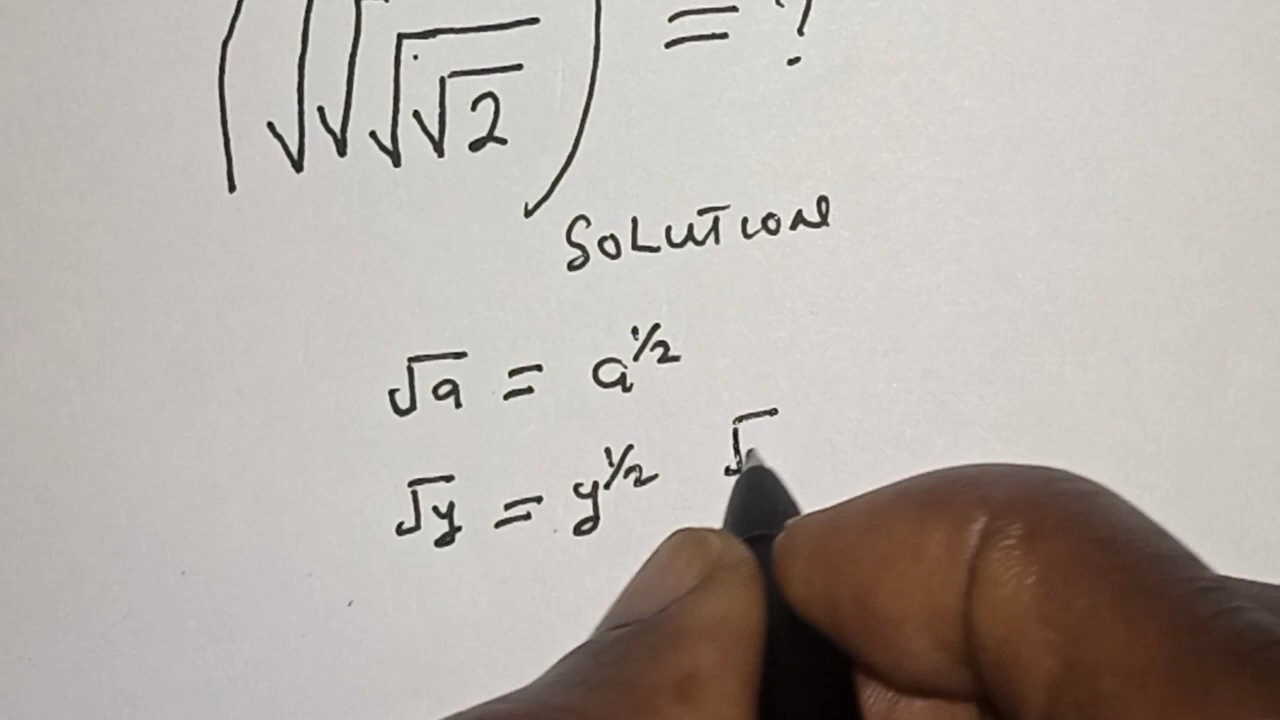 (√√√√2) = ?
SOLUTION
√a = a^1/2
√y = y^1/2 √